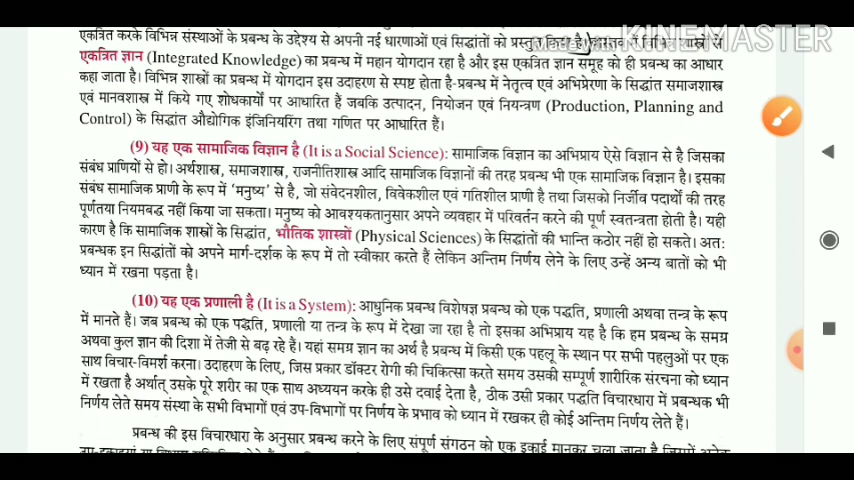 एकत्रित करके विभिन्न संस्थाओं के प्रबन्ध के उद्देश्य से अपनी नई धारणाओं एवं सिद्धांतों को प्रस्तुत किया है। वास्तव में विभिन्न शास्त्रों से
एकत्रित ज्ञान (Integrated Knowledge) का प्रबन्ध में महान योगदान रहा है और इस एकत्रित ज्ञान समूह को ही प्रबन्ध का आधार
कहा जाता है। विभिन्न शास्त्रों का प्रबन्ध में योगदान इस उदाहरण से स्पष्ट होता है-प्रबन्ध में नेतृत्व एवं अभिप्रेरणा के सिद्धांत समाजशास्त्र
एवं मानवशास्त्र में किये गए शोधकार्यों पर आधारित हैं जबकि उत्पादन, नियोजन एवं नियन्त्रण (Production, Planning and
Control) के सिद्धांत औद्योगिक इंजिनियरिंग तथा गणित पर आधारित हैं।
(9) यह एक सामाजिक विज्ञान है (It is a Social Science): सामाजिक विज्ञान का अभिप्राय ऐसे विज्ञान से है जिसका
संबंध प्राणियों से हो। अर्थशास्त्र, समाजशास्त्र, राजनीतिशास्त्र आदि सामाजिक विज्ञानों की तरह प्रबन्ध भी एक सामाजिक विज्ञान है। इसका
संबंध सामाजिक प्राणी के रूप में 'मनुष्य' से है, जो संवेदनशील, विवेकशील एवं गतिशील प्राणी है तथा जिसको निर्जीव पदार्थों की तरह
पूर्णतया नियमबद्ध नहीं किया जा सकता। मनुष्य को आवश्यकतानुसार अपने व्यवहार में परिवर्तन करने की पूर्ण स्वतन्त्रता होती है। यही
कारण है कि सामाजिक शास्त्रों के सिद्धांत, भौतिक शास्त्रों (Physical Sciences) के सिद्धांतों की भान्ति कठोर नहीं हो सकते। अतः
प्रबन्धक इन सिद्धांतों को अपने मार्ग-दर्शक के रूप में तो स्वीकार करते हैं लेकिन अन्तिम निर्णय लेने के लिए उन्हें अन्य बातों को भी
ध्यान में रखना पड़ता है।
(10) यह एक प्रणाली है (It is a System): आधुनिक प्रबन्ध विशेषज्ञ प्रबन्ध को एक पद्धति, प्रणाली अथवा तन्त्र के रूप
में मानते हैं। जब प्रबन्ध को एक पद्धति, प्रणाली या तन्त्र के रूप में देखा जा रहा है तो इसका अभिप्राय यह है कि हम प्रबन्ध के समग्र
अथवा कुल ज्ञान की दिशा में तेजी से बढ़ रहे हैं। यहां समग्र ज्ञान का अर्थ है प्रबन्ध में किसी एक पहलू के स्थान पर सभी पहलुओं पर एक
साथ विचार-विमर्श करना। उदाहरण के लिए, जिस प्रकार डॉक्टर रोगी की चिकित्सा करते समय उसकी सम्पूर्ण शारीरिक संरचना को ध्यान
में रखता है अर्थात् उसके पूरे शरीर का एक साथ अध्ययन करके ही उसे दवाई देता है, ठीक उसी प्रकार पद्धति विचारधारा में प्रबन्धक भी
निर्णय लेते समय संस्था के सभी विभागों एवं उप-विभागों पर निर्णय के प्रभाव को ध्यान में रखकर ही कोई अन्तिम निर्णय लेते हैं।
प्रबन्ध की इस विचारधारा के अनुसार प्रबन्ध करने के लिए संपूर्ण संगठन को एक इकाई मानकर चला जाता है जिसमें अनेक
KINEMASTER